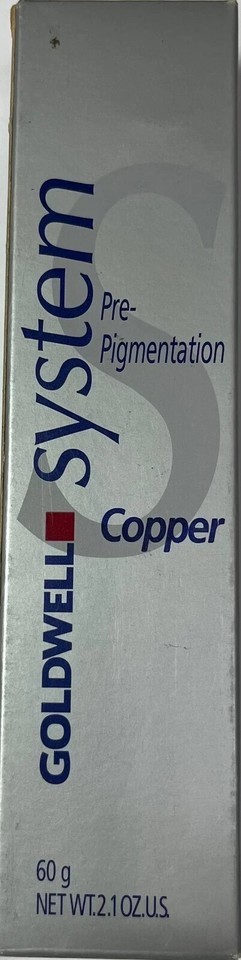 GOLDWELL system
Pre-
Pigmentation
Copper
60 g
NET WT.2.1 OZ.U.S.
S